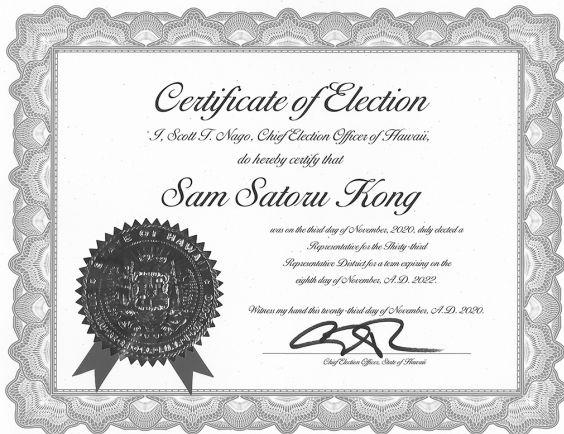 Certificate of Election
I, Scott T. Nago, Chief Election Officer of Hawaii,
do hereby certify that
Sam Satoru Kong
was on the third day of November, 2020, duly elected a
Representative for the Thirty-third
Representative District for a term expiring on the
eighth day of November, A.D. 2022.
STATE OF HAWAII
Witness my hand this twenty-third day of November, A.D. 2020.
Chief Election Officer, State of Hawaii